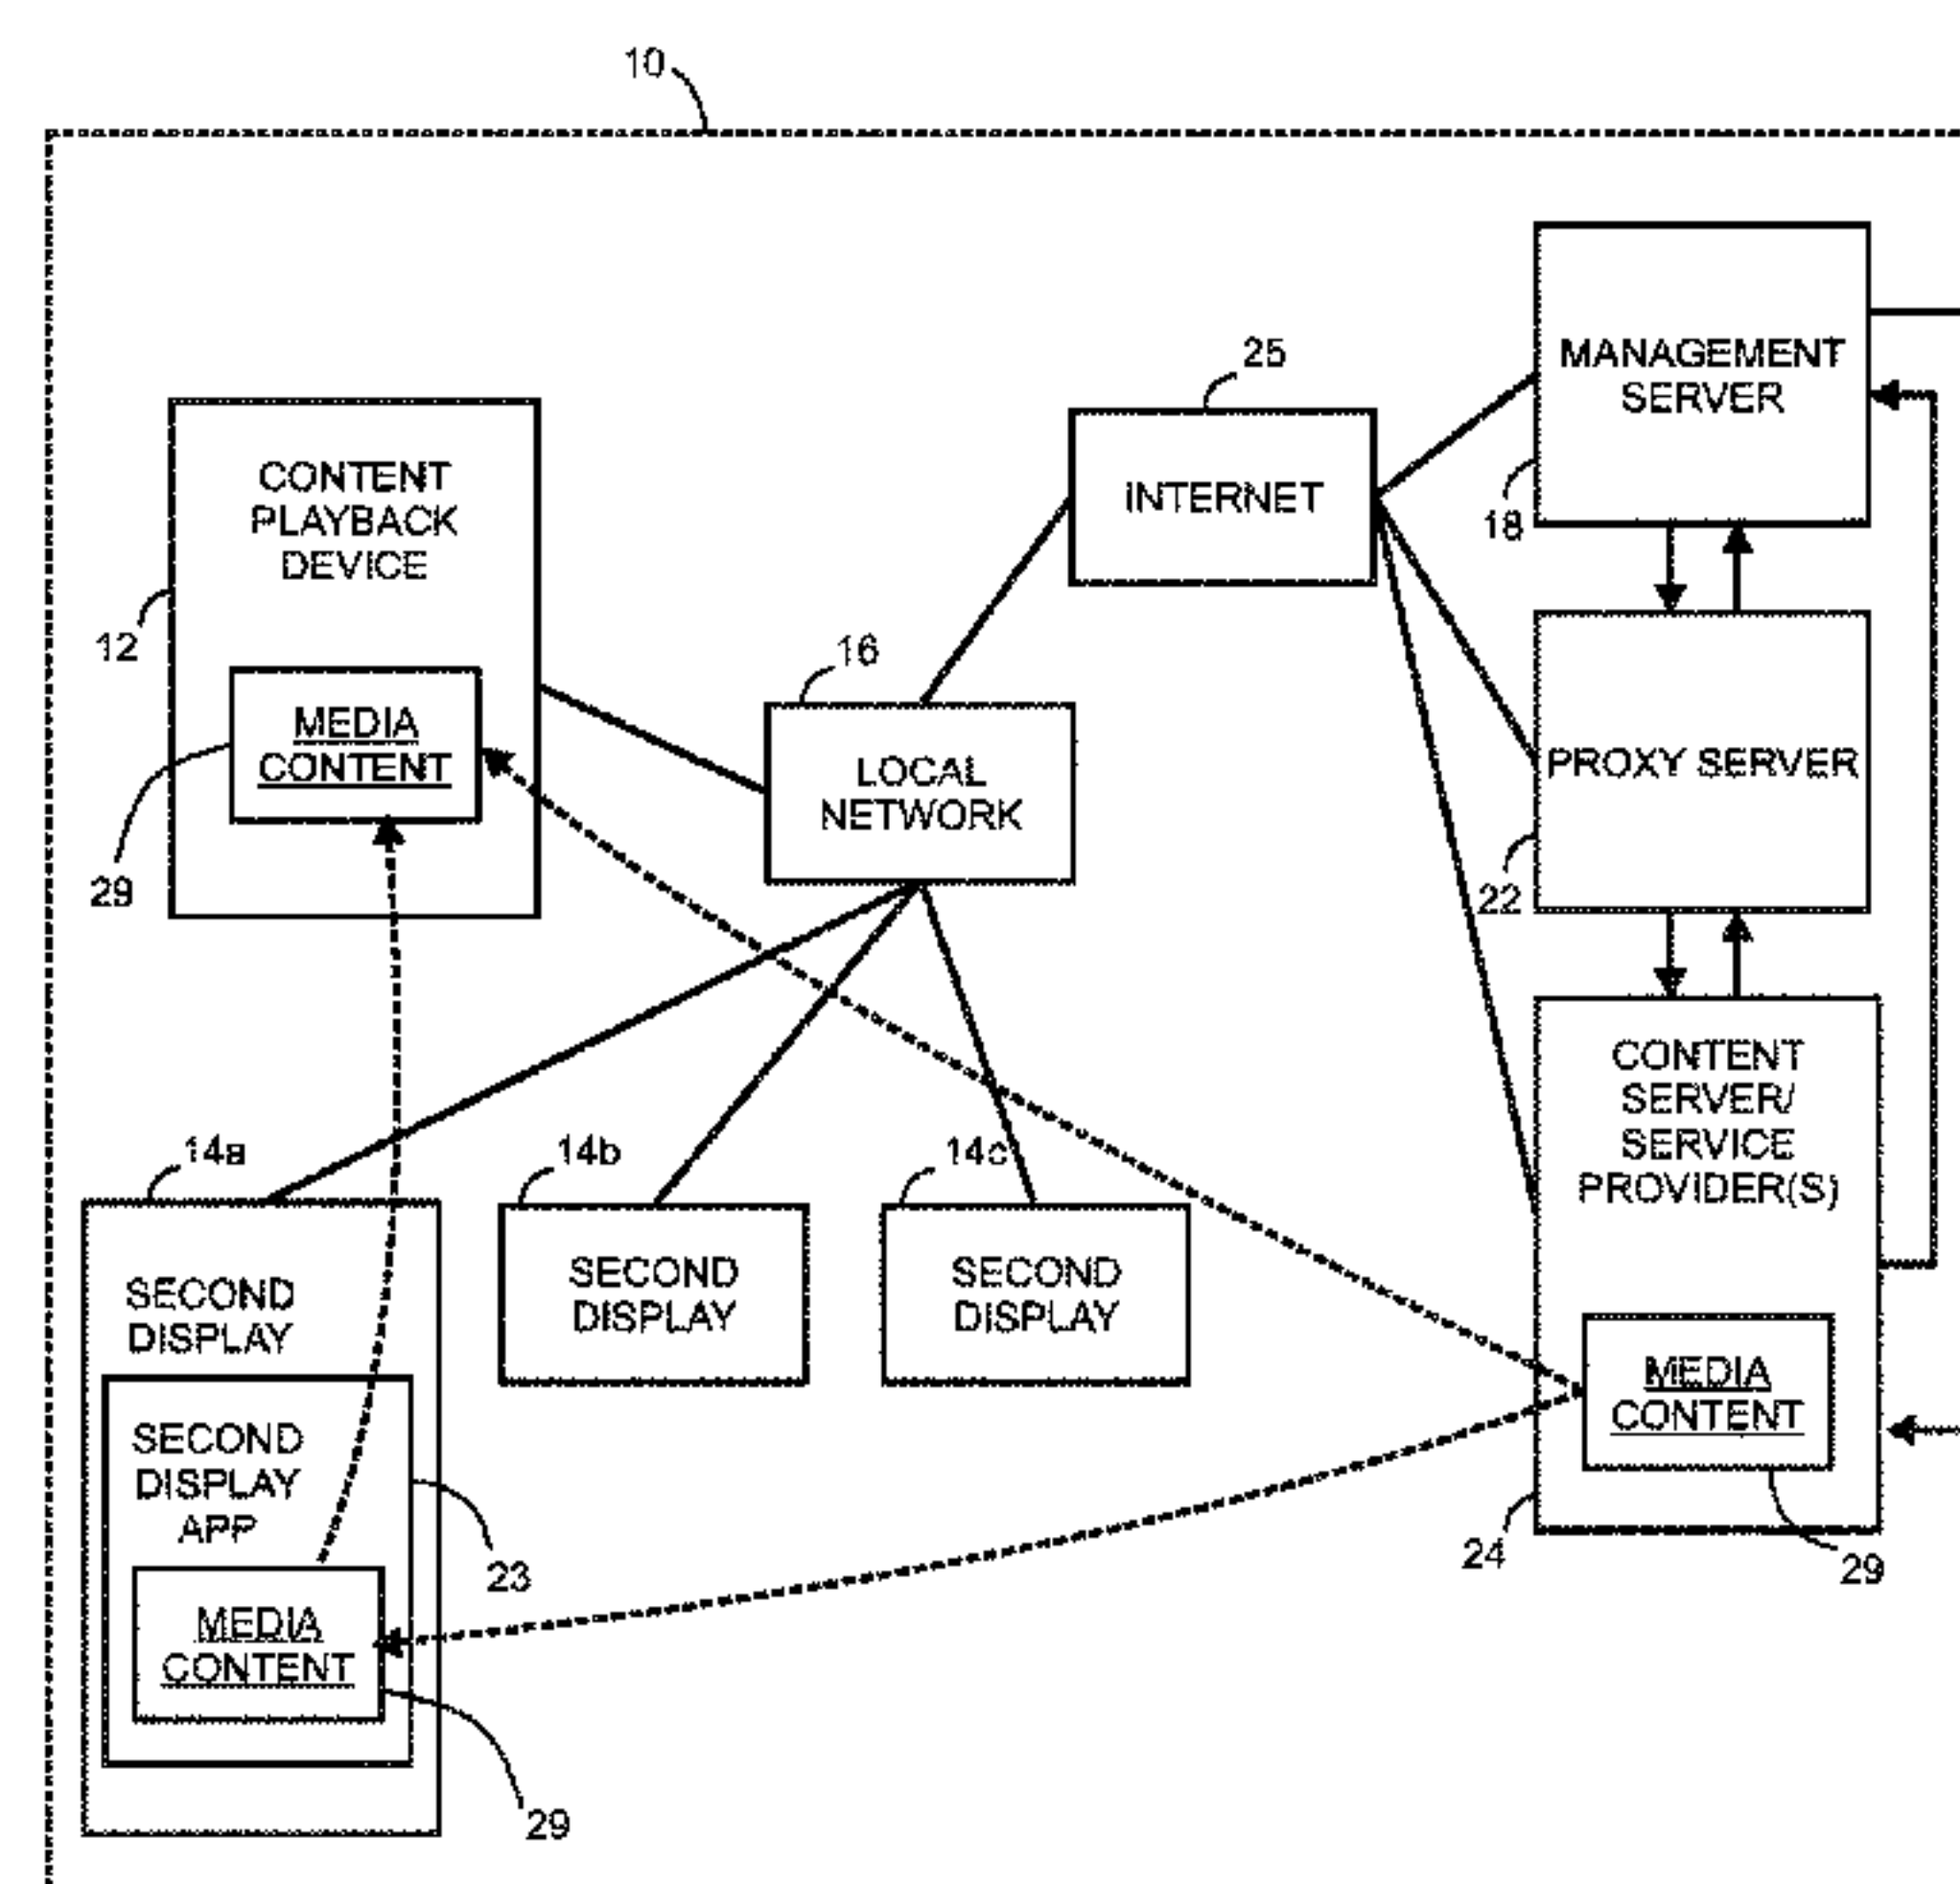 10
25
MANAGEMENT
SERVER
18
CONTENT
PLAYBACK
DEVICE
12
INTERNET
16
MEDIA
CONTENT
29
LOCAL
NETWORK
PROXY SERVER
22
CONTENT
SERVER/
SERVICE
PROVIDER(S)
14a
14b
14c
SECOND
DISPLAY
SECOND
DISPLAY
SECOND
DISPLAY
MEDIA
CONTENT
24
29
SECOND
DISPLAY
APP
23
MEDIA
CONTENT
29